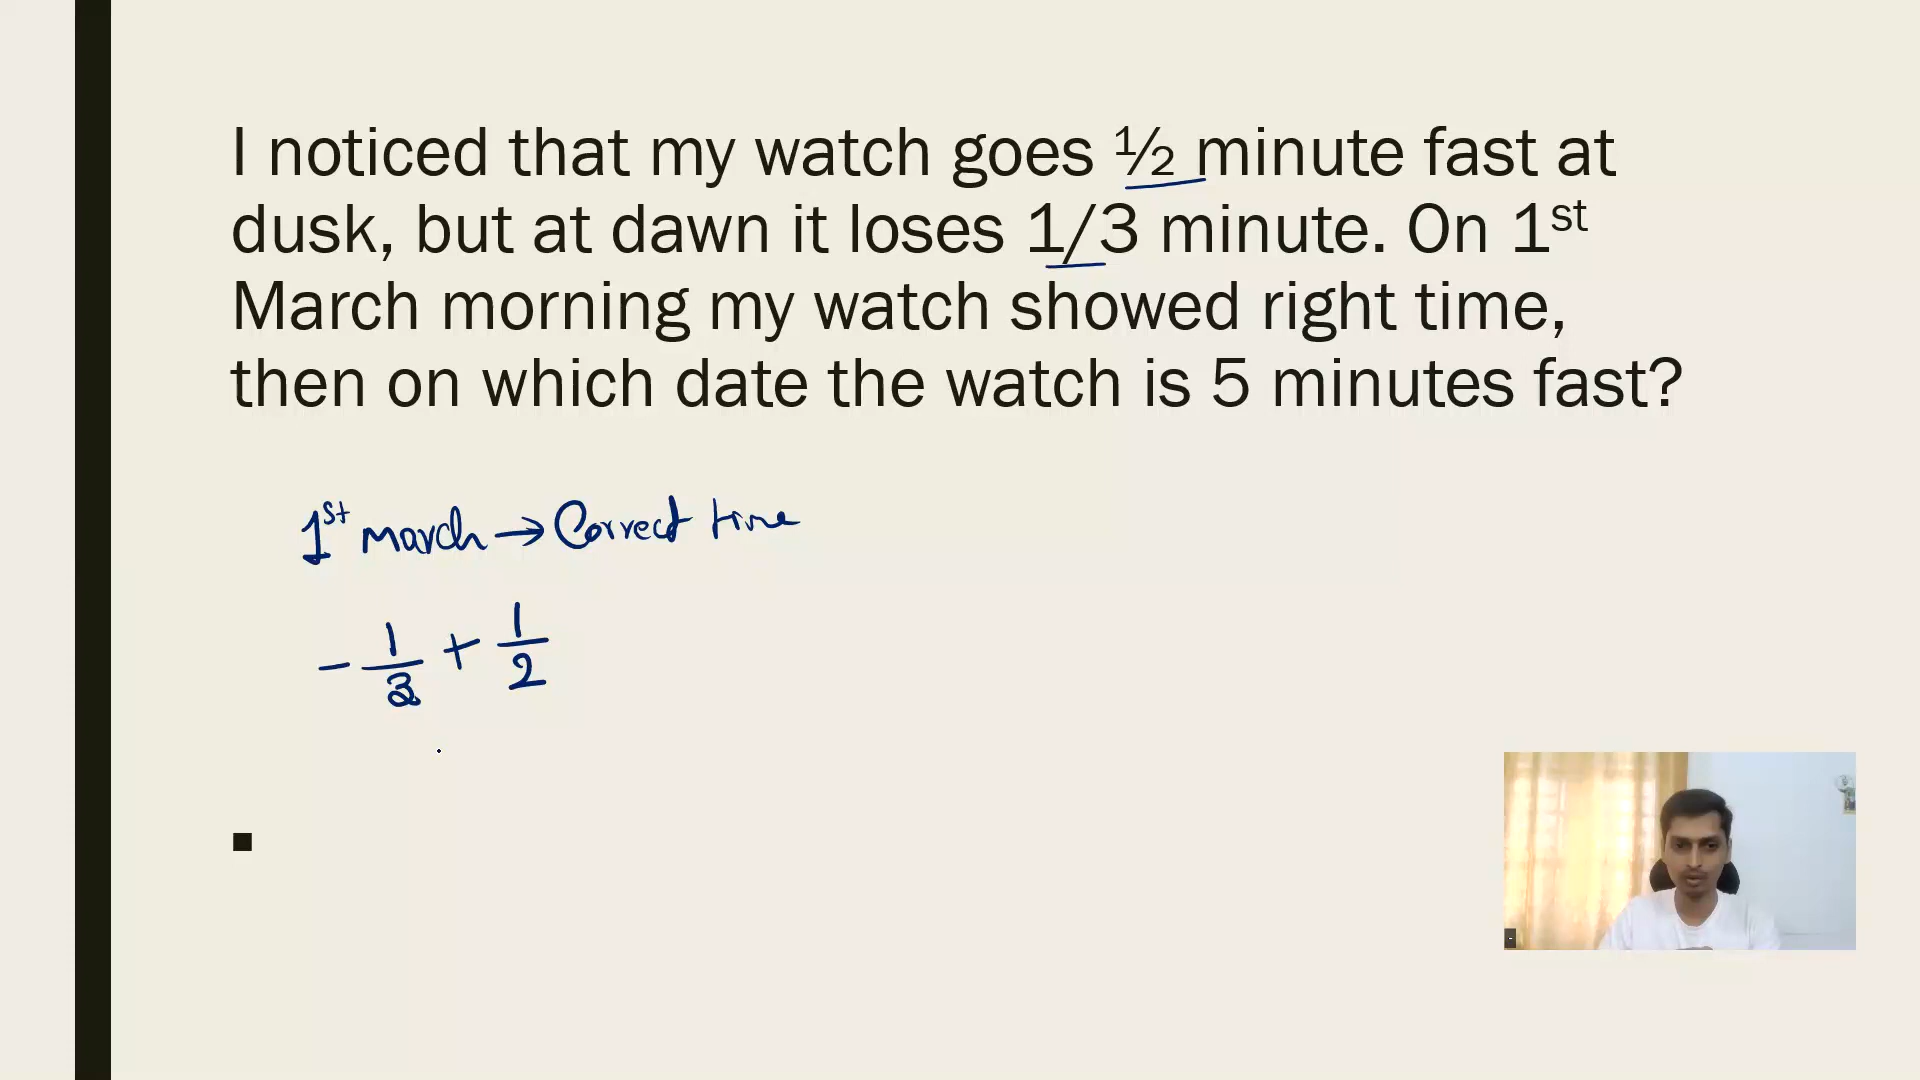 I noticed that my watch goes ½ minute fast at
dusk, but at dawn it loses 1/3 minute. On 1st
March morning my watch showed right time,
then on which date the watch is 5 minutes fast?
1st march → Correct time
- 1/3 + 1/2